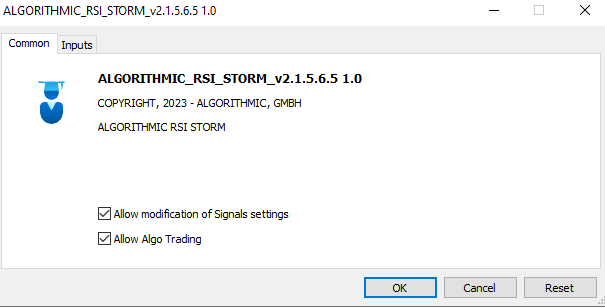 ALGORITHMIC_RSI_STORM_v2.1.5.6.5 1.0
Common Inputs
ALGORITHMIC_RSI_STORM_v2.1.5.6.5 1.0
COPYRIGHT, 2023 - ALGORITHMIC, GMBH
ALGORITHMIC RSI STORM
Allow modification of Signals settings
Allow Algo Trading
OK Cancel Reset